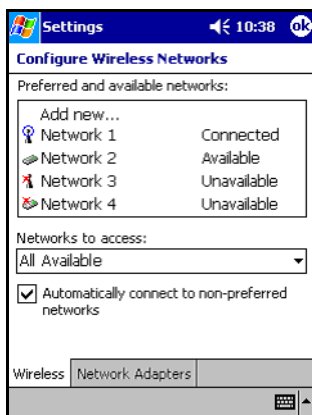 Settings 10:38 ok
Configure Wireless Networks
Preferred and available networks:
Add new...
Network 1 Connected
Network 2 Available
Network 3 Unavailable
Network 4 Unavailable
Networks to access:
All Available
Automatically connect to non-preferred
networks
Wireless Network Adapters